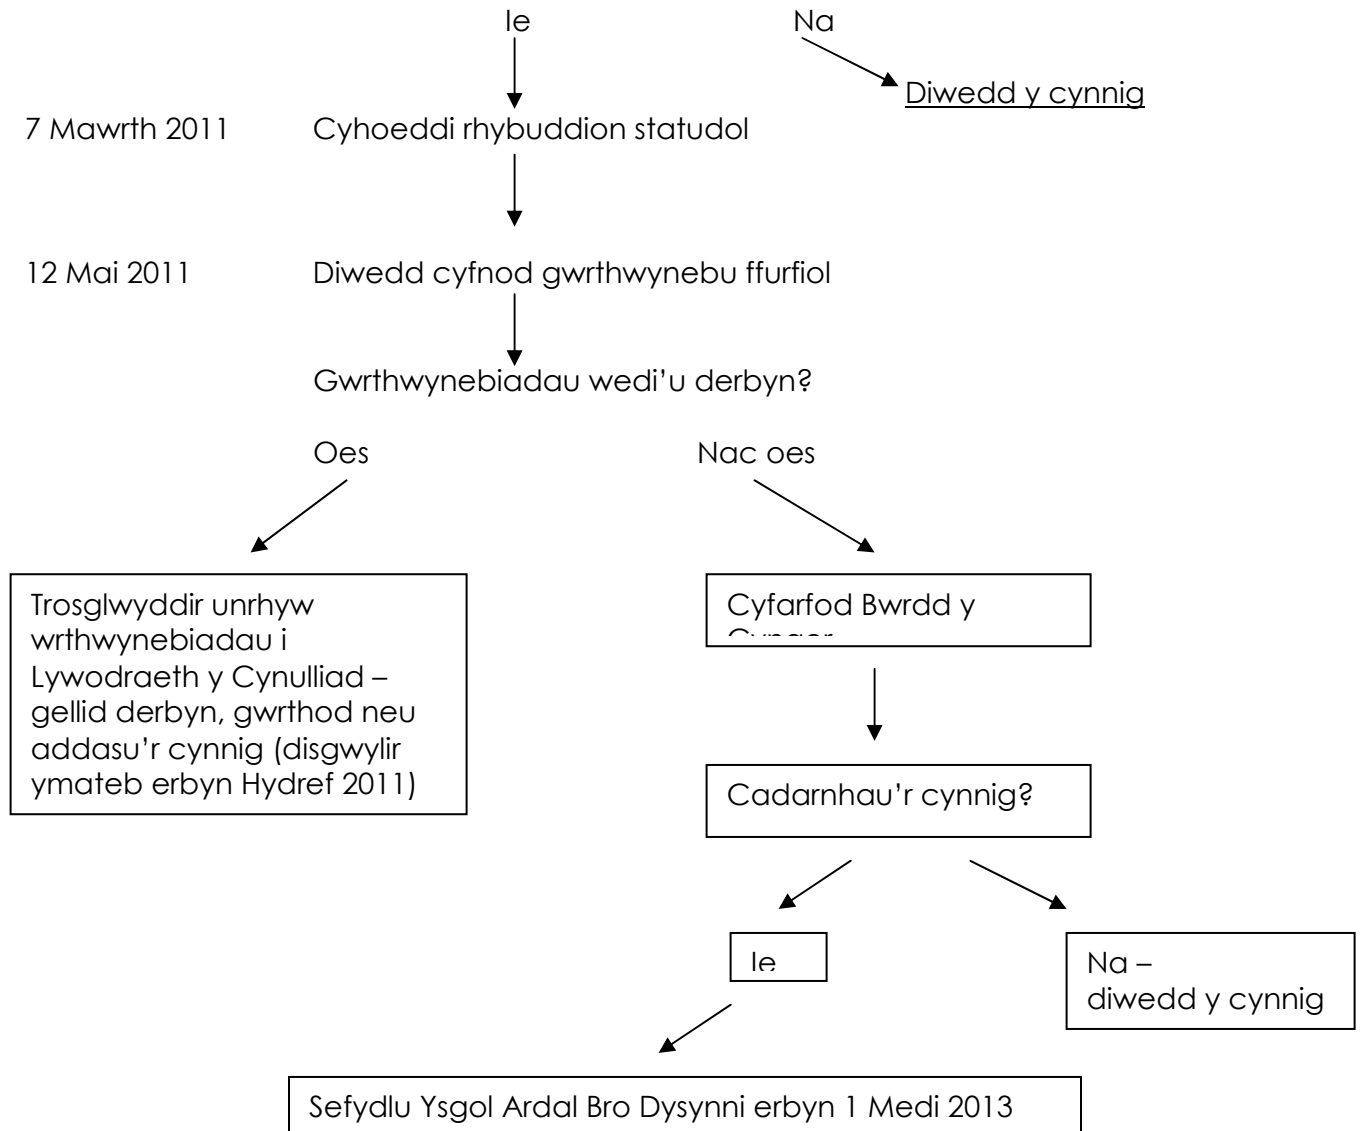 Ie
Na
Diwedd y cynnig
7 Mawrth 2011
Cyhoeddi rhybuddion statudol
12 Mai 2011
Diwedd cyfnod gwrthwynebu ffurfiol
Gwrthwynebiadau wedi'u derbyn?
Oes
Nac oes
Trosglwyddir unrhyw
wrthwynebiadau i
Lywodraeth y Cynulliad –
gellid derbyn, gwrthod neu
addasu'r cynnig (disgwylir
ymateb erbyn Hydref 2011)
Cyfarfod Bwrdd y
Cadarnhau'r cynnig?
Ie
Na –
diwedd y cynnig
Sefydlu Ysgol Ardal Bro Dysynni erbyn 1 Medi 2013